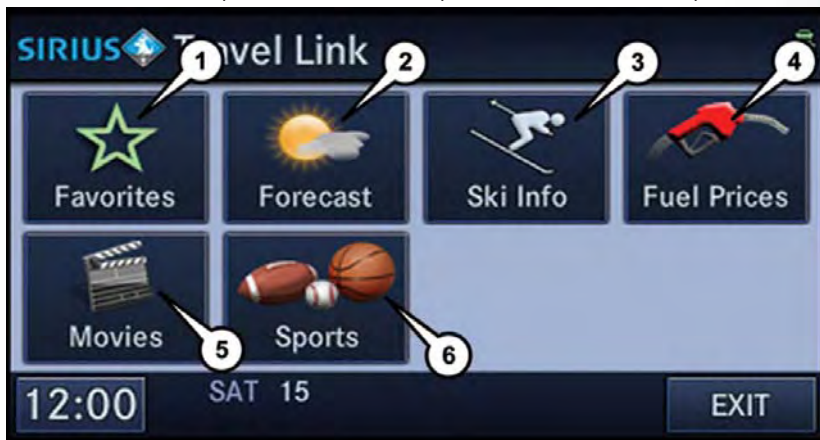 SIRIUS Travel Link
1 2 3 4
Favorites Forecast Ski Info Fuel Prices
Movies Sports
5 6
12:00 SAT 15 EXIT